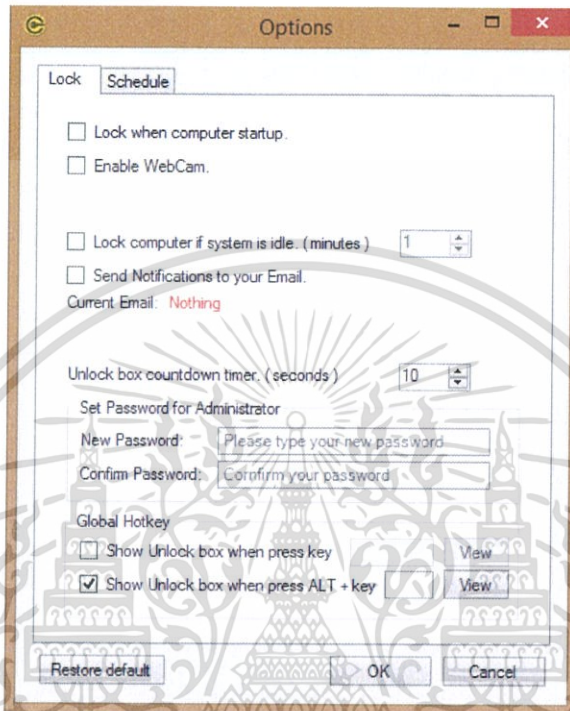 Options
Lock Schedule
Lock when computer startup.
Enable WebCam.
Lock computer if system is idle. ( minutes ) 1
Send Notifications to your Email.
Current Email: Nothing
Unlock box countdown timer. ( seconds ) 10
Set Password for Administrator
New Password: Please type your new password
Confirm Password: Cornfirm your password
Global Hotkey
Show Unlock box when press key View
Show Unlock box when press ALT + key View
Restore default OK Cancel